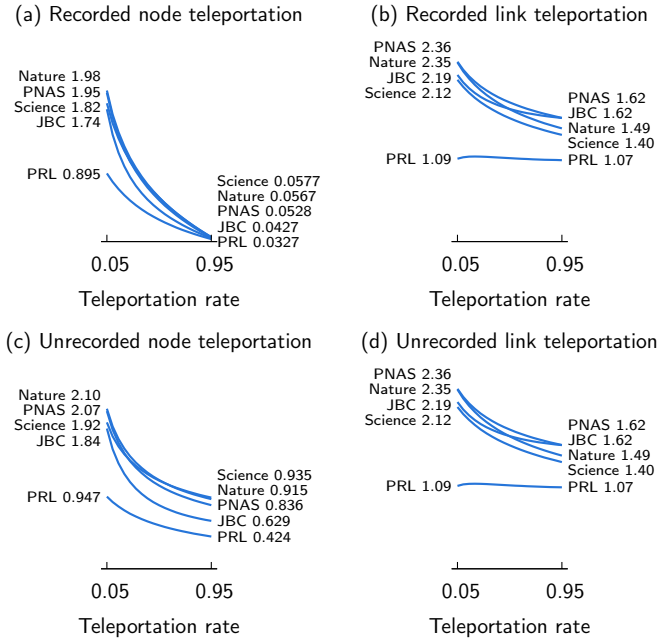 (a) Recorded node teleportation
Nature 1.98
PNAS 1.95
Science 1.82
JBC 1.74
PRL 0.895
Science 0.0577
Nature 0.0567
PNAS 0.0528
JBC 0.0427
PRL 0.0327
0.05
0.95
Teleportation rate
(b) Recorded link teleportation
PNAS 2.36
Nature 2.35
JBC 2.19
Science 2.12
PRL 1.09
PNAS 1.62
JBC 1.62
Nature 1.49
Science 1.40
PRL 1.07
0.05
0.95
Teleportation rate
(c) Unrecorded node teleportation
Nature 2.10
PNAS 2.07
Science 1.92
JBC 1.84
PRL 0.947
Science 0.935
Nature 0.915
PNAS 0.836
JBC 0.629
PRL 0.424
0.05
0.95
Teleportation rate
(d) Unrecorded link teleportation
PNAS 2.36
Nature 2.35
JBC 2.19
Science 2.12
PRL 1.09
PNAS 1.62
JBC 1.62
Nature 1.49
Science 1.40
PRL 1.07
0.05
0.95
Teleportation rate